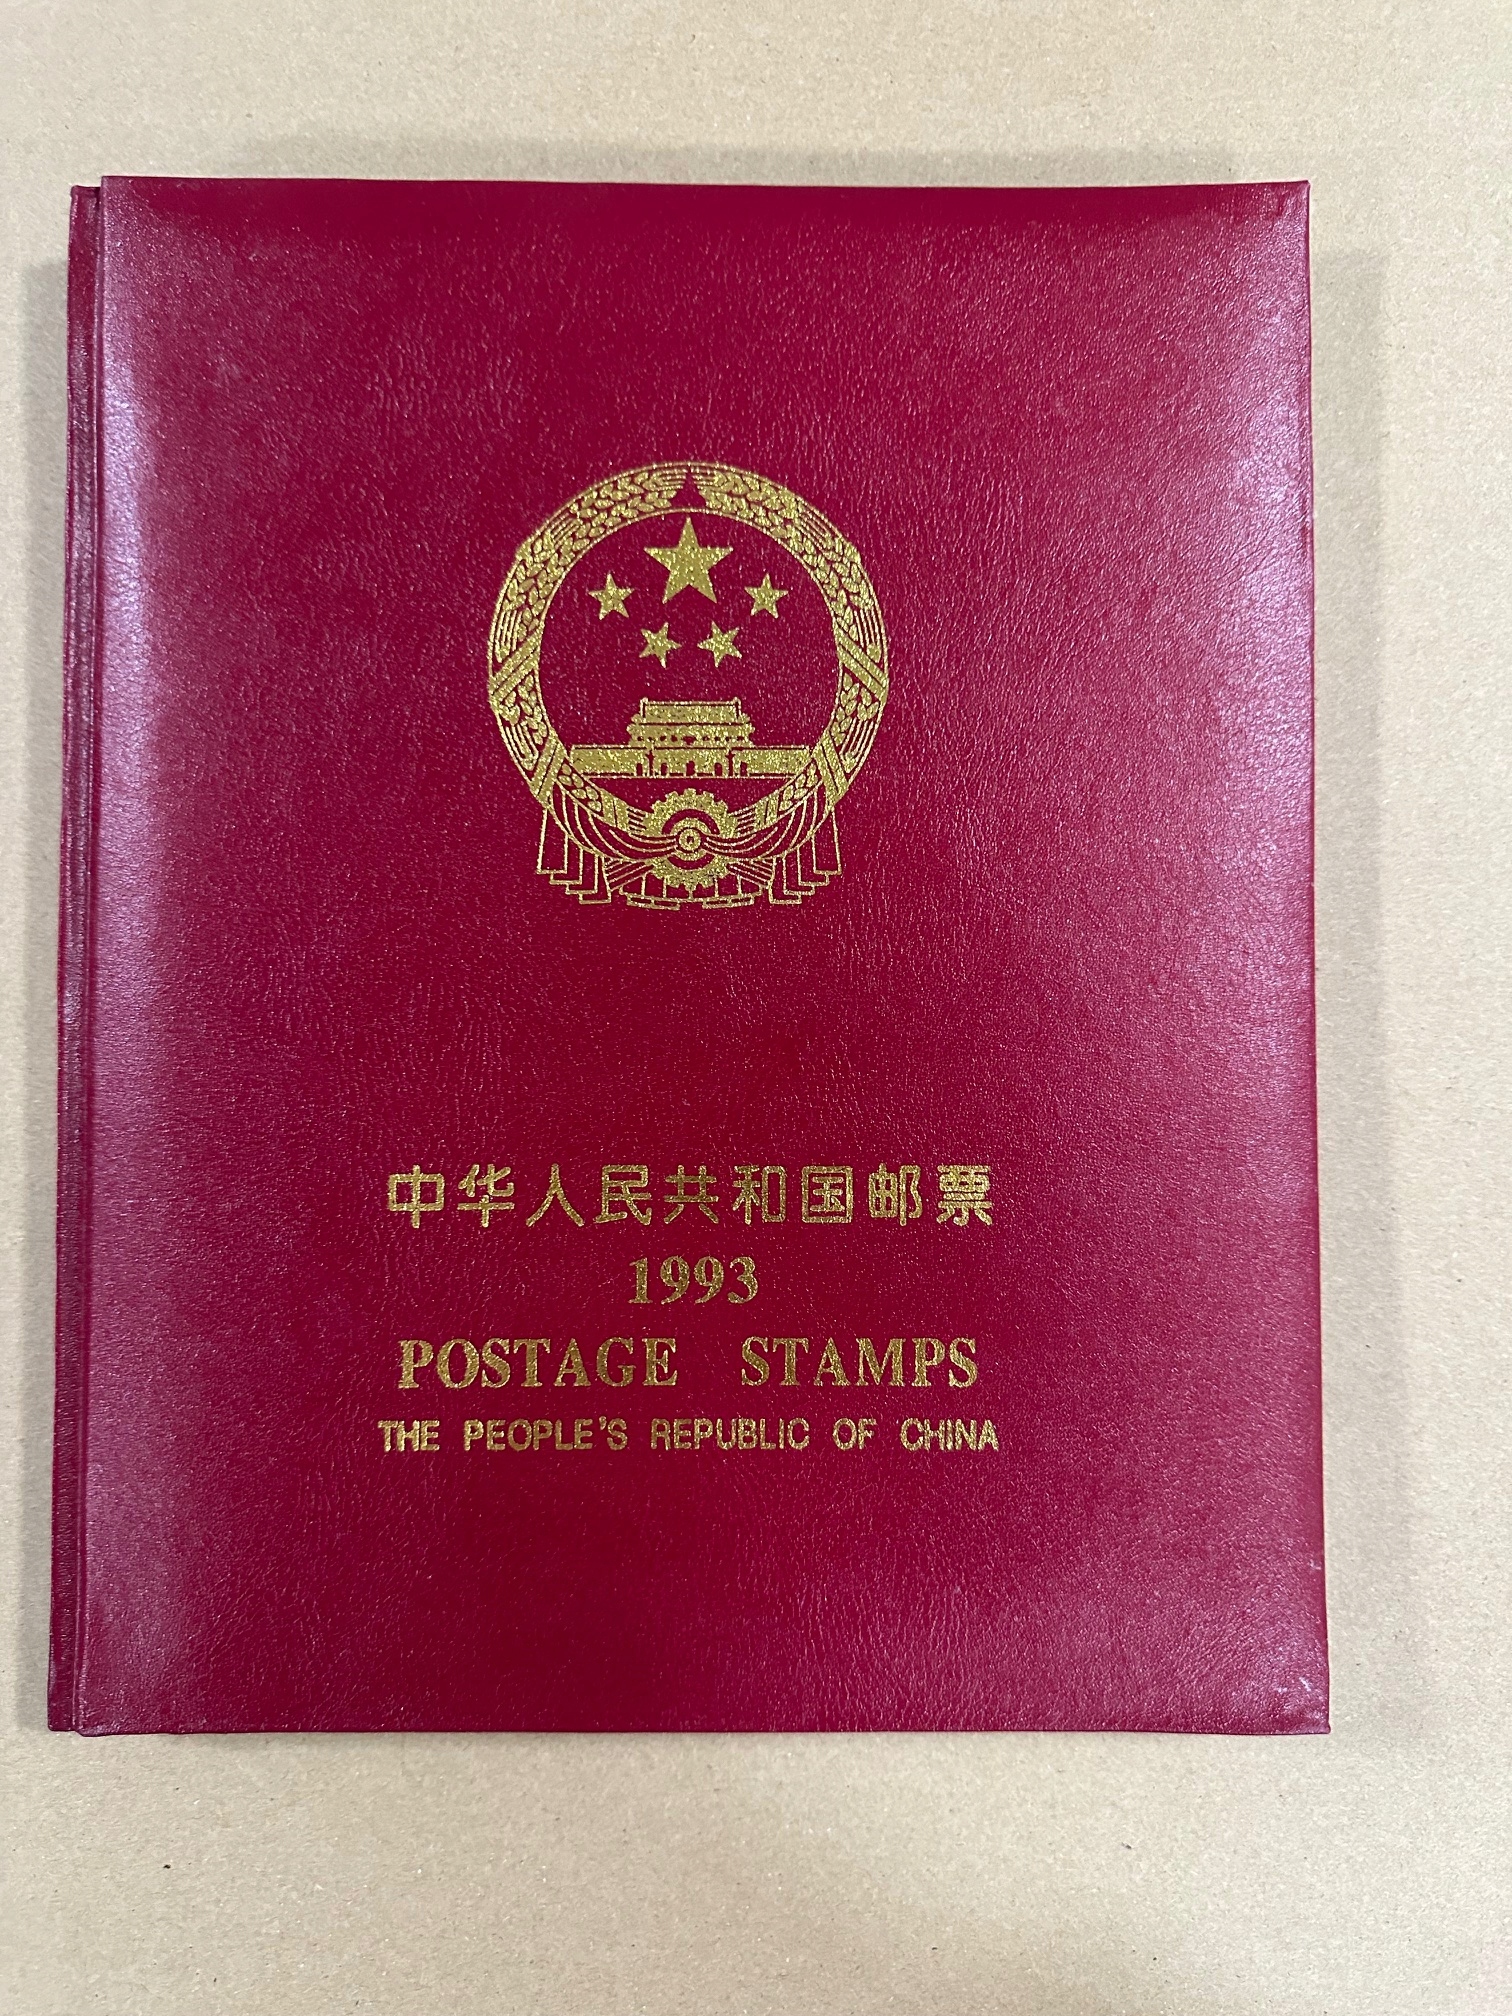 中华人民共和国邮票
1993
POSTAGE STAMPS
THE PEOPLE'S REPUBLIC OF CHINA